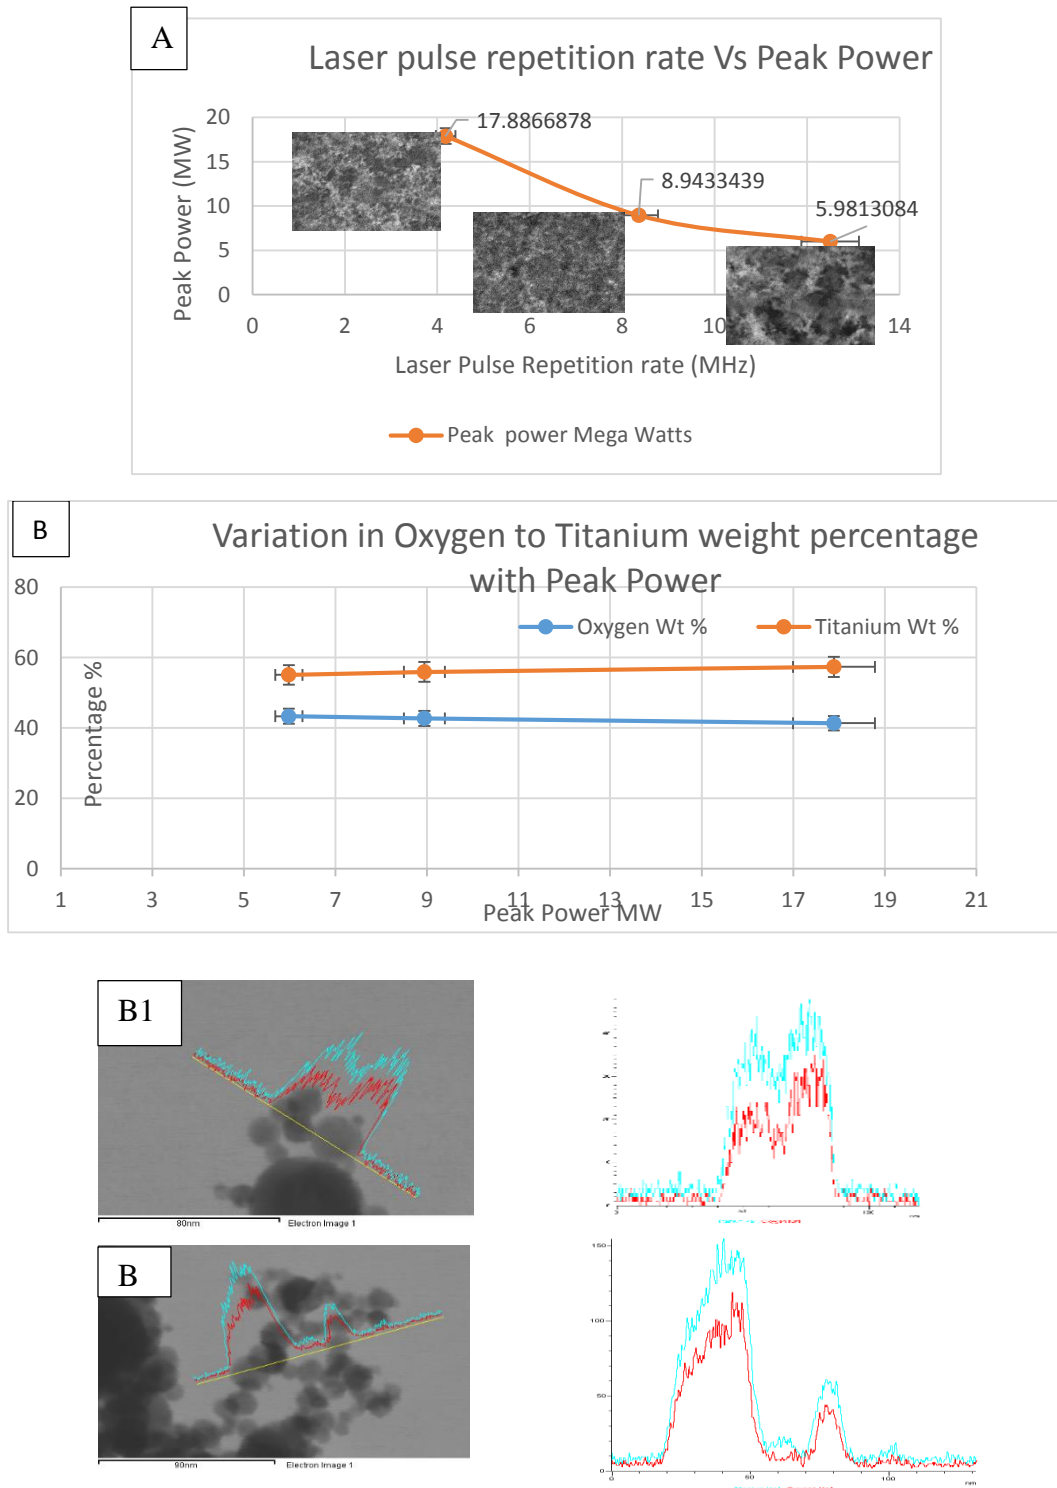 A
Laser pulse repetition rate Vs Peak Power
20
15
10
5
0
Peak Power (MW)
17.8866878
8.9433439
5.9813084
0 2 4 6 8 10 14
Laser Pulse Repetition rate (MHz)
Peak power Mega Watts
B
Variation in Oxygen to Titanium weight percentage
with Peak Power
80
60
40
20
0
Percentage %
Oxygen Wt %
Titanium Wt %
1 3 5 7 9 11 13 15 17 19 21
Peak Power MW
B1
80nm
Electron Image 1
B
90nm
Electron Image 1
150
100
50
0
0 50 100 nm